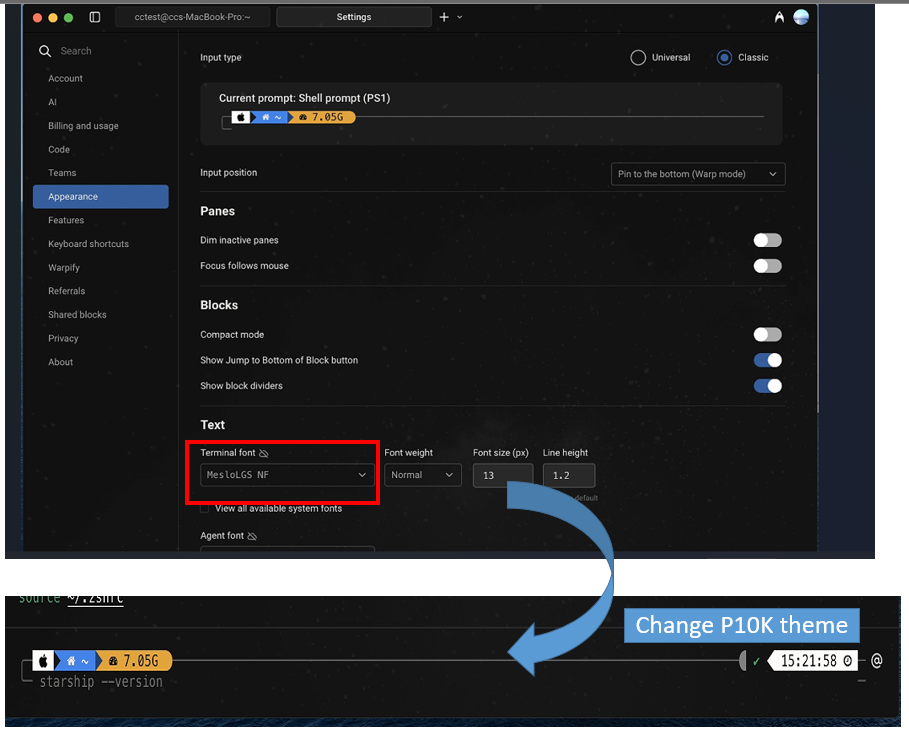 cctest@ccs-MacBook-Pro:~
Settings
Search
Account
AI
Billing and usage
Code
Teams
Appearance
Features
Keyboard shortcuts
Warpify
Referrals
Shared blocks
Privacy
About
Input type
Universal
Classic
Current prompt: Shell prompt (PS1)
~ 7.05G
Input position
Pin to the bottom (Warp mode)
Panes
Dim inactive panes
Focus follows mouse
Blocks
Compact mode
Show Jump to Bottom of Block button
Show block dividers
Text
Terminal font
Font weight
Font size (px)
Line height
MesloLGS NF
Normal
13
1.2
default
View all available system fonts
Agent font
Change P10K theme
source ~/.zshrc
~ 7.05G
✓ 15:21:58 @
starship --version